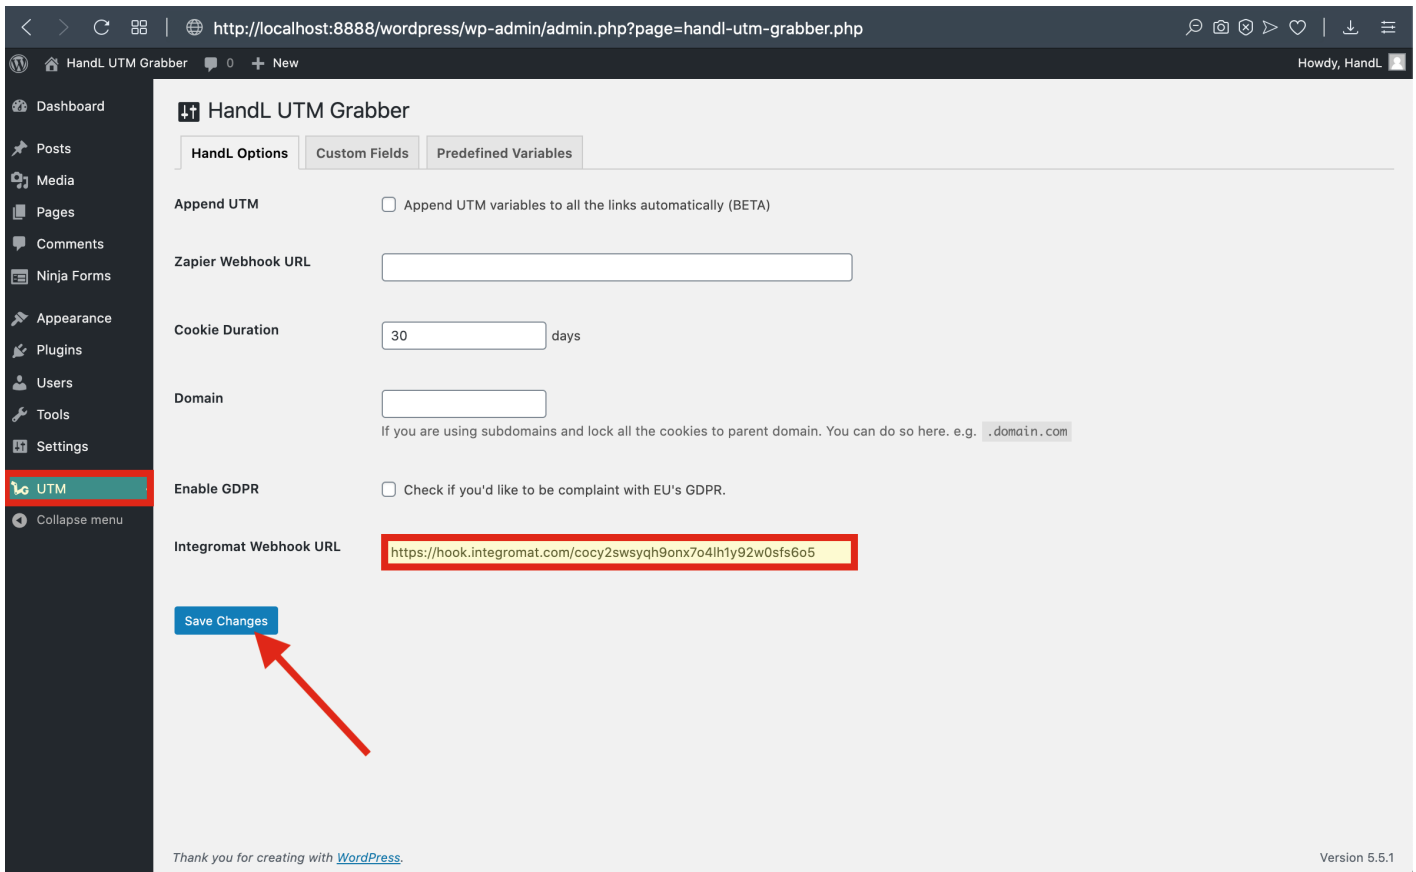 http://localhost:8888/wordpress/wp-admin/admin.php?page=handl-utm-grabber.php
HandL UTM Grabber 0 New Howdy, HandL
Dashboard
Posts
Media
Pages
Comments
Ninja Forms
Appearance
Plugins
Users
Tools
Settings
UTM
Collapse menu
HandL UTM Grabber
HandL Options Custom Fields Predefined Variables
Append UTM Append UTM variables to all the links automatically (BETA)
Zapier Webhook URL
Cookie Duration 30 days
Domain
If you are using subdomains and lock all the cookies to parent domain. You can do so here. e.g. .domain.com
Enable GDPR Check if you'd like to be complaint with EU's GDPR.
Integromat Webhook URL https://hook.integromat.com/cocy2swsyqh9onx7o4lh1y92w0sfs6o5
Save Changes
Thank you for creating with WordPress. Version 5.5.1